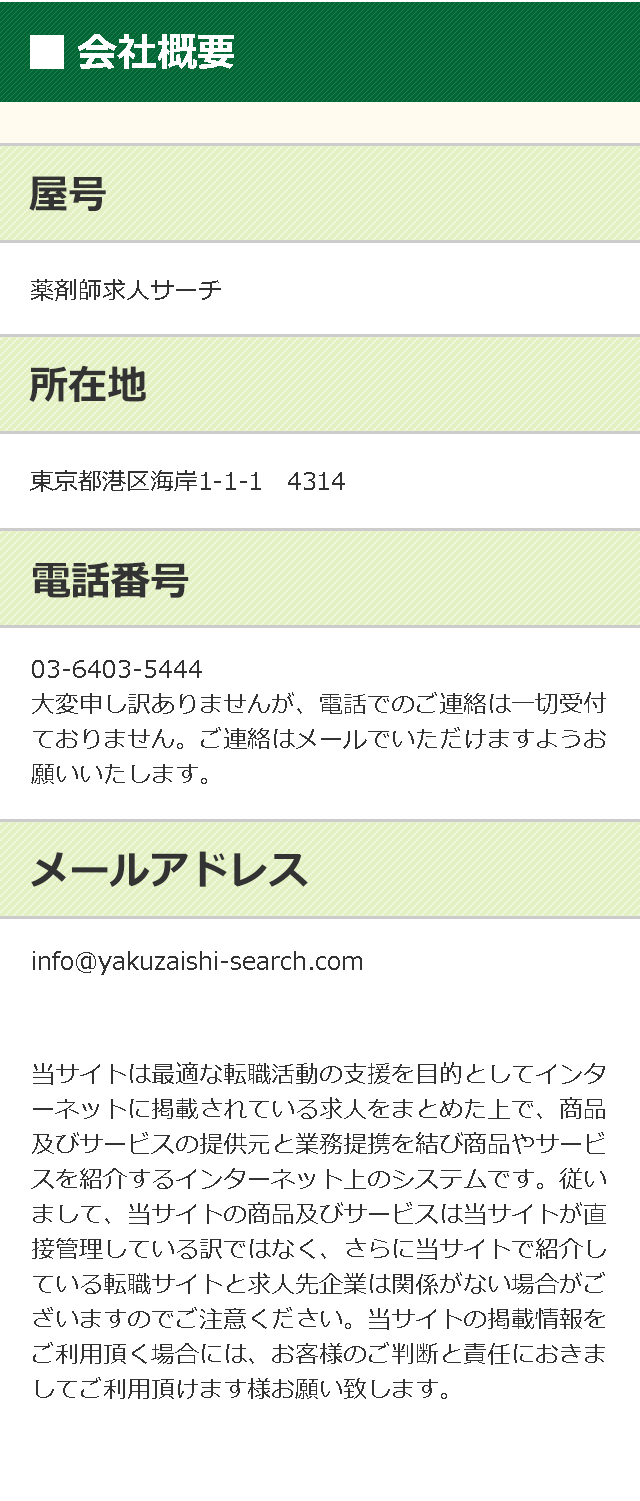 ■ 会社概要
屋号
薬剤師求人サーチ
所在地
東京都港区海岸1-1-1　4314
電話番号
03-6403-5444
大変申し訳ありませんが、電話でのご連絡は一切受付
ておりません。ご連絡はメールでいただけますようお
願いいたします。
メールアドレス
info@yakuzaishi-search.com
当サイトは最適な転職活動の支援を目的としてインタ
ーネットに掲載されている求人をまとめた上で、商品
及びサービスの提供元と業務提携を結び商品やサービ
スを紹介するインターネット上のシステムです。従い
まして、当サイトの商品及びサービスは当サイトが直
接管理している訳ではなく、さらに当サイトで紹介し
ている転職サイトと求人先企業は関係がない場合がご
ざいますのでご注意ください。当サイトの掲載情報を
ご利用頂く場合には、お客様のご判断と責任におきま
してご利用頂けます様お願い致します。